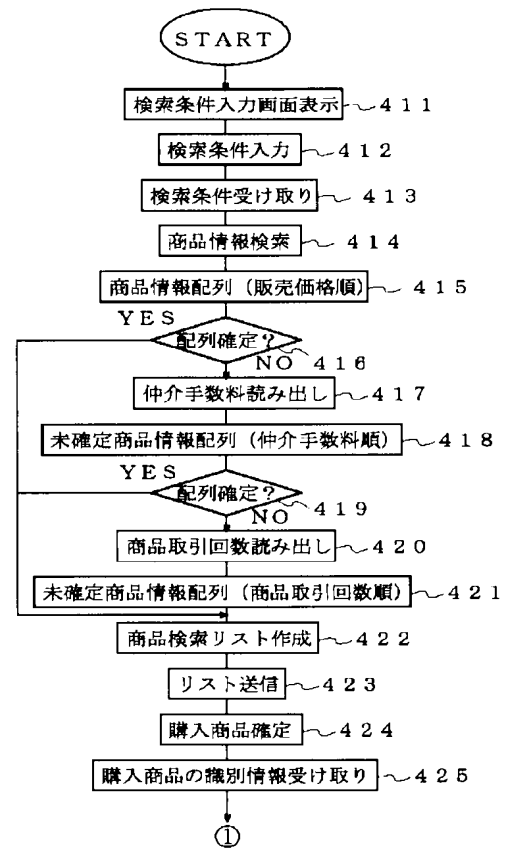 START
検索条件入力画面表示 411
検索条件入力 412
検索条件受け取り 413
商品情報検索 414
商品情報配列（販売価格順） 415
YES
配列確定？ 416
NO
仲介手数料読み出し 417
未確定商品情報配列（仲介手数料順） 418
YES
配列確定？ 419
NO
商品取引回数読み出し 420
未確定商品情報配列（商品取引回数順） 421
商品検索リスト作成 422
リスト送信 423
購入商品確定 424
購入商品の識別情報受け取り 425
①